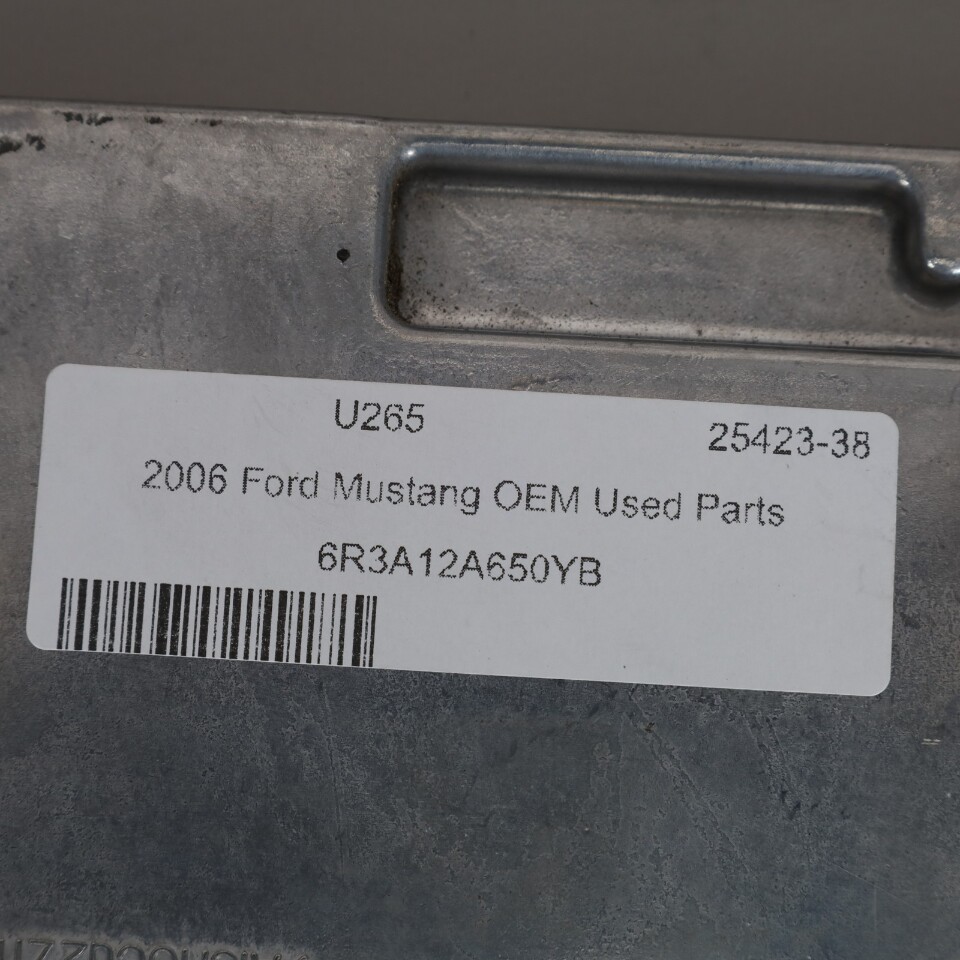 U265
25423-38
2006 Ford Mustang OEM Used Parts
6R3A12A650YB